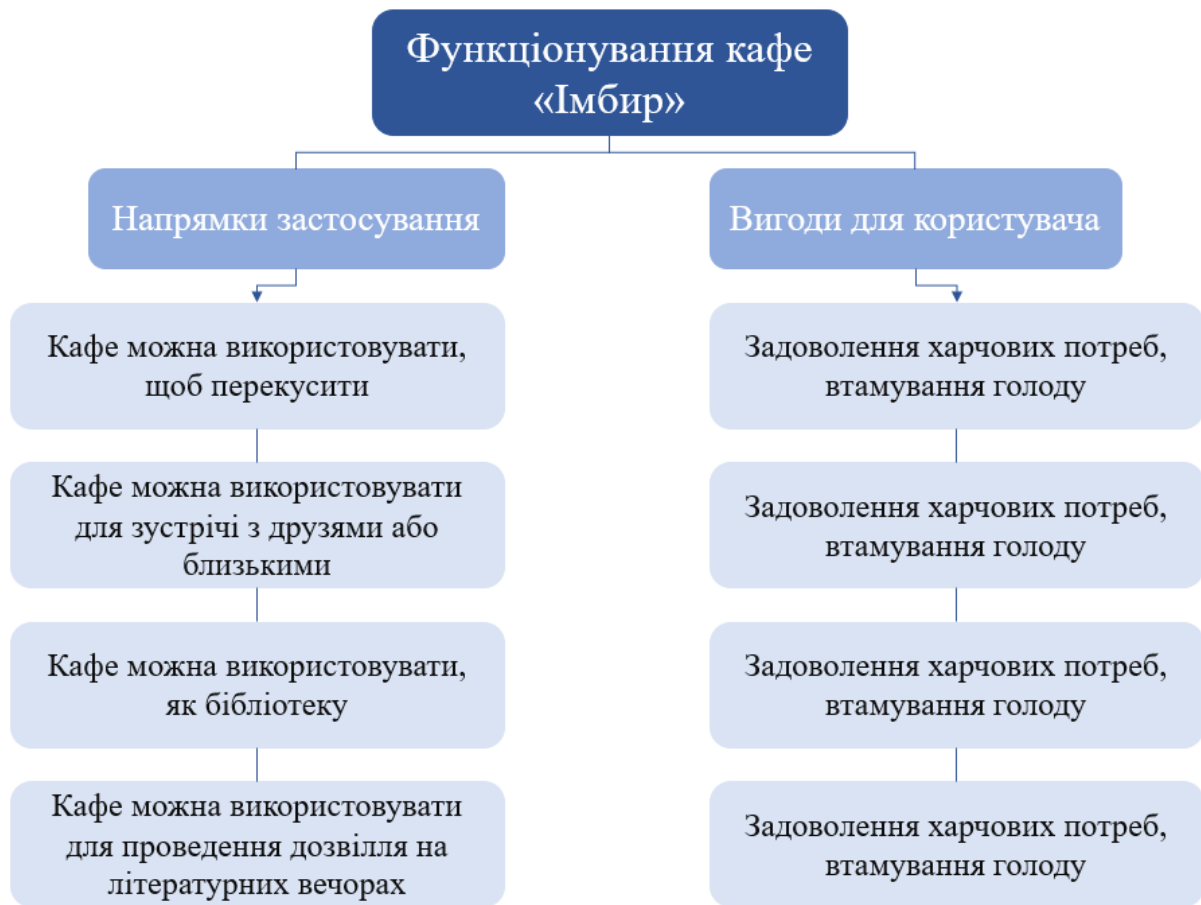 Функціонування кафе
«Імбир»
Напрямки застосування
Кафе можна використовувати,
щоб перекусити
Кафе можна використовувати
для зустрічі з друзями або
близькими
Кафе можна використовувати,
як бібліотеку
Кафе можна використовувати
для проведення дозвілля на
літературних вечорах
Вигоди для користувача
Задоволення харчових потреб,
втамування голоду
Задоволення харчових потреб,
втамування голоду
Задоволення харчових потреб,
втамування голоду
Задоволення харчових потреб,
втамування голоду